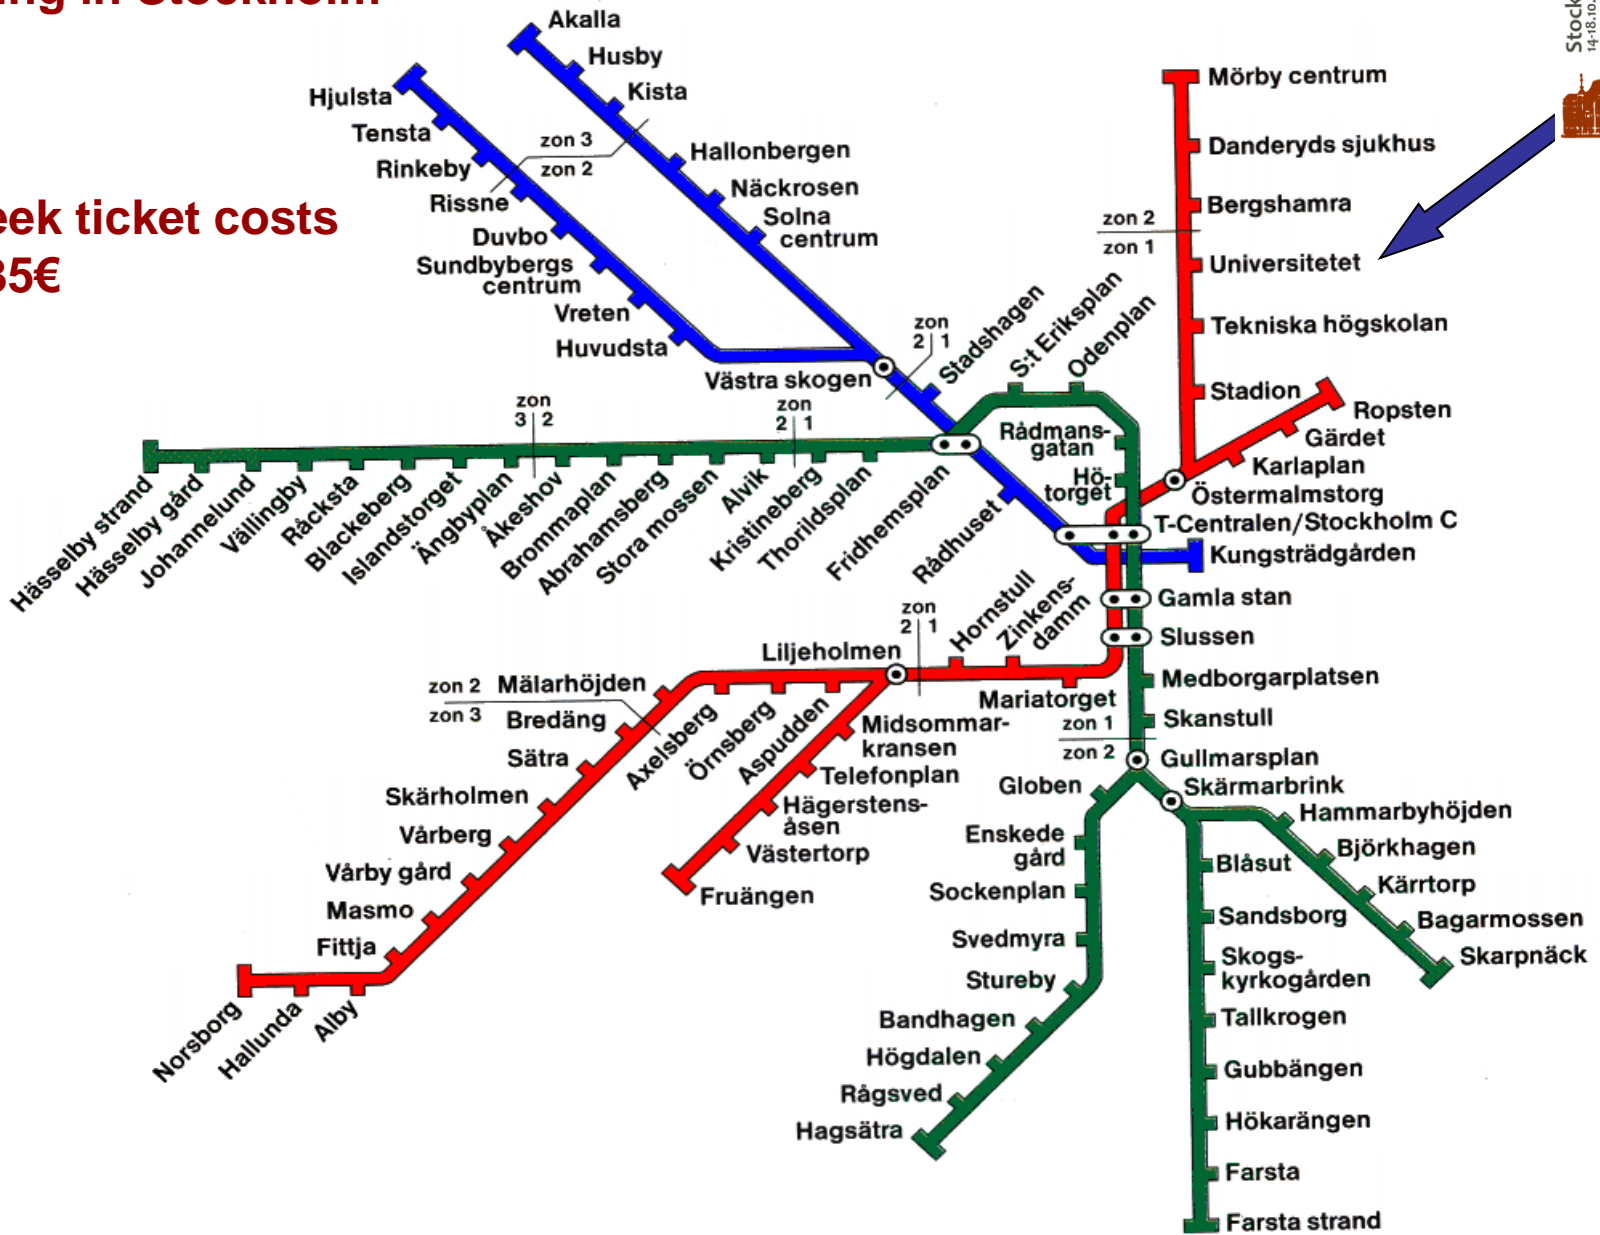 Stockholm
eek ticket costs
35€
Stock
14-18.10.
Akalla
Husby
Kista
Hjulsta
Tensta
Rinkeby
zon 3
zon 2
Rissne
Duvbo
Sundbybergs
centrum
Vreten
Huvudsta
Hallonbergen
Näckrosen
Solna
centrum
Västra skogen
zon
2 1
Stadshagen
S:t Eriksplan
Odenplan
Mörby centrum
Danderyds sjukhus
Bergshamra
zon 2
zon 1
Universitetet
Tekniska högskolan
Stadion
Ropsten
Gärdet
Karlaplan
Östermalmstorg
zon
3 2
zon
2 1
Hässelby strand
Hässelby gård
Johannelund
Vällingby
Råcksta
Blackeberg
Islandstorget
Ängbyplan
Åkeshov
Brommaplan
Abrahamsberg
Stora mossen
Alvik
Kristineberg
Thorildsplan
Fridhemsplan
Rådhuset
Rådmans-
gatan
Hö-
torget
T-Centralen/Stockholm C
Kungsträdgården
Gamla stan
Slussen
Medborgarplatsen
Skanstull
zon 1
zon 2
Gullmarsplan
Skärmarbrink
zon
2 1
Hornstull
Zinkens-
damm
Mariatorget
Liljeholmen
zon 2
zon 3
Mälarhöjden
Bredäng
Sätra
Skärholmen
Vårberg
Vårby gård
Masmo
Fittja
Axelsberg
Örnsberg
Aspudden
Midsommar-
kransen
Telefonplan
Hägerstens-
åsen
Västertorp
Fruängen
Norsborg
Hallunda
Alby
Globen
Enskede
gård
Sockenplan
Svedmyra
Stureby
Bandhagen
Högdalen
Rågsved
Hagsätra
Hammarbyhöjden
Björkhagen
Kärrtorp
Bagarmossen
Skarpnäck
Blåsut
Sandsborg
Skogs-
kyrkogården
Tallkrogen
Gubbängen
Hökarängen
Farsta
Farsta strand